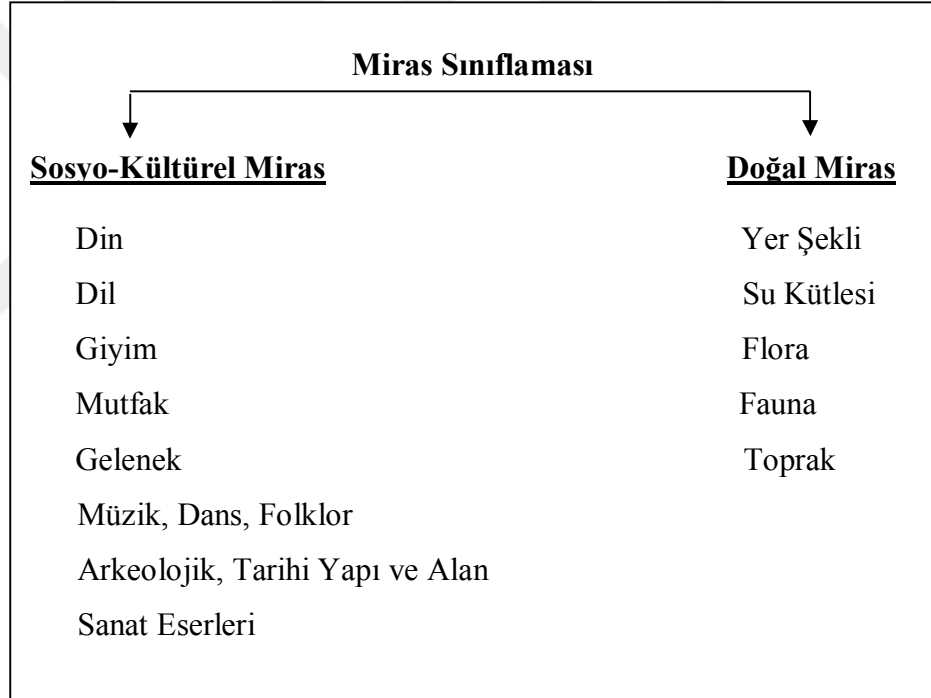 Miras Sınıflaması
Sosyo-Kültürel Miras
Din
Dil
Giyim
Mutfak
Gelenek
Müzik, Dans, Folklor
Arkeolojik, Tarihi Yapı ve Alan
Sanat Eserleri
Doğal Miras
Yer Şekli
Su Kütlesi
Flora
Fauna
Toprak